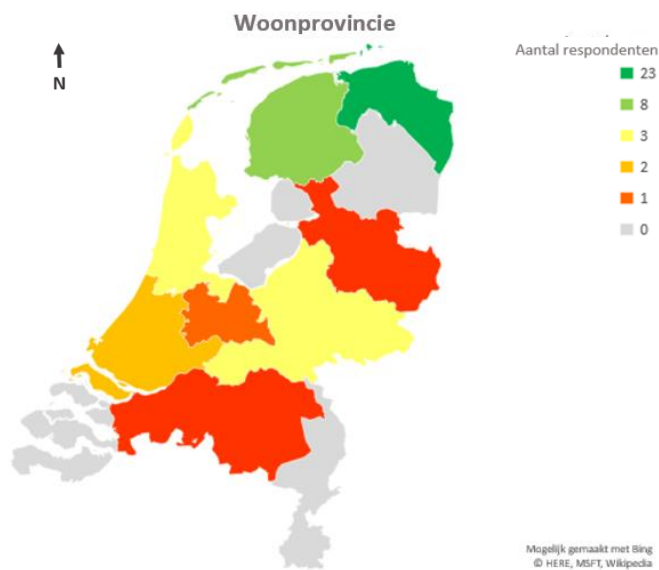 Woonprovincie
N
Aantal respondenten
23
8
3
2
1
0
Mogelijk gemaakt met Bing
© HERE, MSFT, Wikipedia